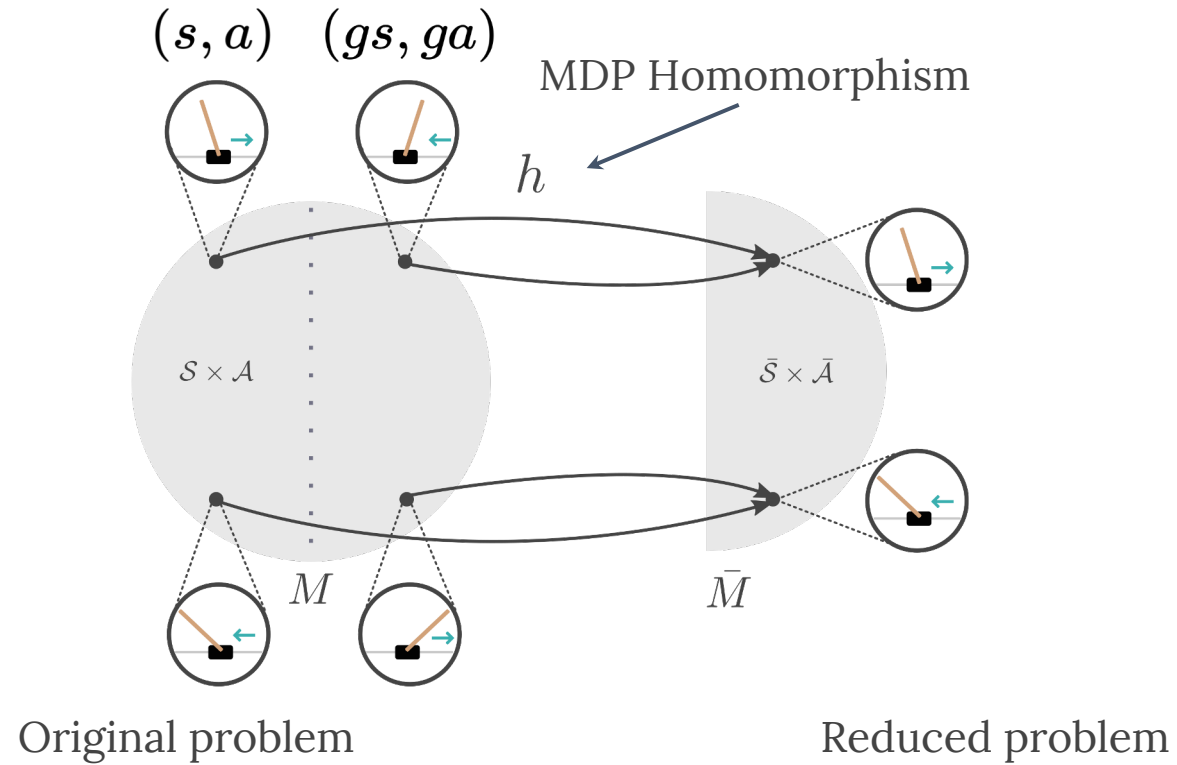 (s, a) (gs, ga)
MDP Homomorphism
h
S × A
S̄ × Ā
M
M̄
Original problem
Reduced problem